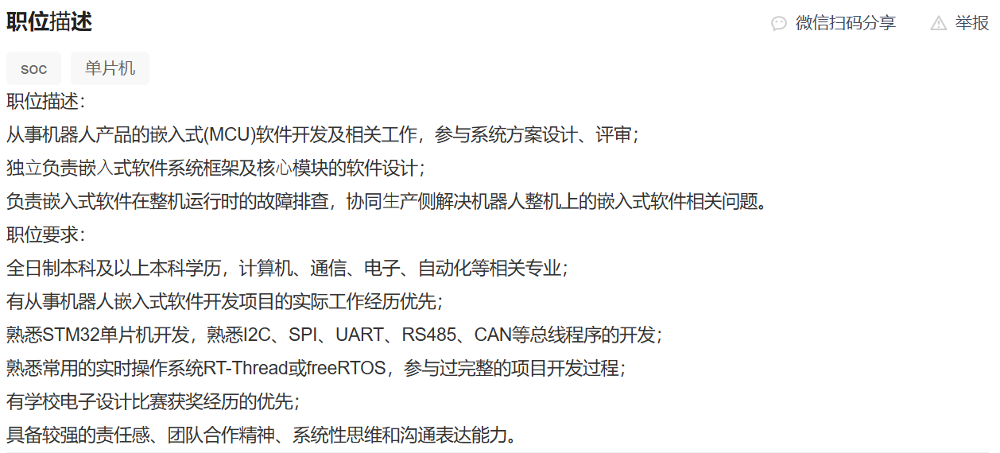 职位描述
微信扫码分享
举报
soc
单片机
职位描述：
从事机器人产品的嵌入式(MCU)软件开发及相关工作，参与系统方案设计、评审；
独立负责嵌入式软件系统框架及核心模块的软件设计；
负责嵌入式软件在整机运行时的故障排查，协同生产侧解决机器人整机上的嵌入式软件相关问题。
职位要求：
全日制本科及以上本科学历，计算机、通信、电子、自动化等相关专业；
有从事机器人嵌入式软件开发项目的实际工作经历优先；
熟悉STM32单片机开发，熟悉I2C、SPI、UART、RS485、CAN等总线程序的开发；
熟悉常用的实时操作系统RT-Thread或freeRTOS，参与过完整的项目开发过程；
有学校电子设计比赛获奖经历的优先；
具备较强的责任感、团队合作精神、系统性思维和沟通表达能力。